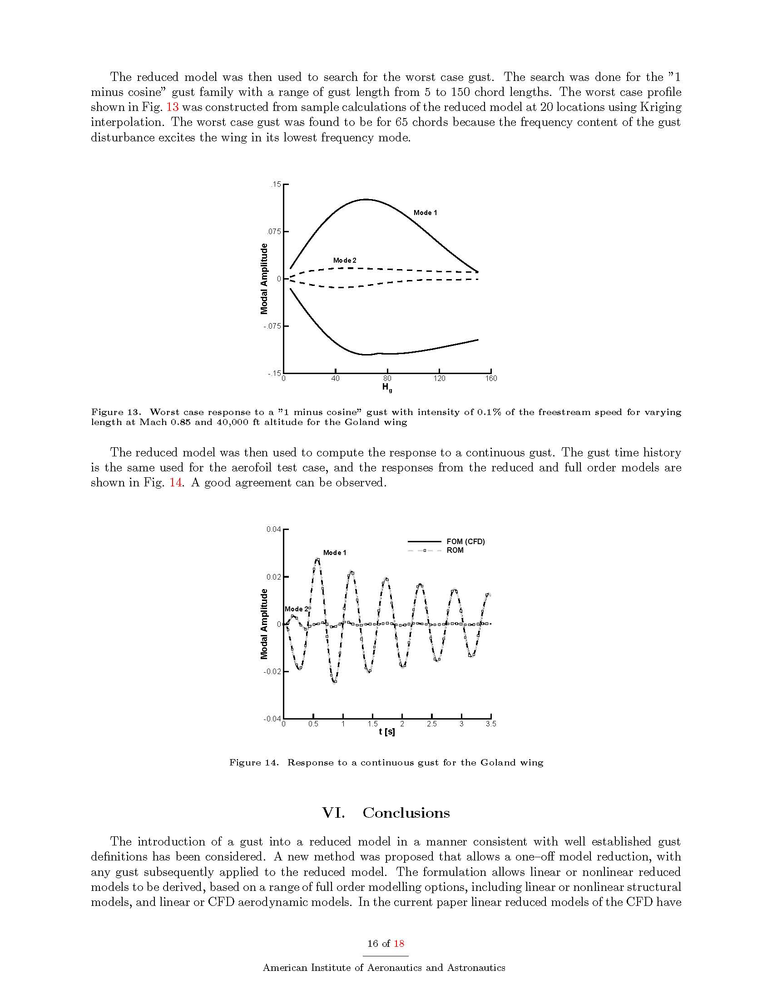 The reduced model was then used to search for the worst case gust. The search was done for the ”1
minus cosine” gust family with a range of gust length from 5 to 150 chord lengths. The worst case profile
shown in Fig. 13 was constructed from sample calculations of the reduced model at 20 locations using Kriging
interpolation. The worst case gust was found to be for 65 chords because the frequency content of the gust
disturbance excites the wing in its lowest frequency mode.
.15
Mode 1
.075
Mode 2
Modal Amplitude
0
-.075
-.15
0 40 80 120 160
Hg
Figure 13. Worst case response to a ”1 minus cosine” gust with intensity of 0.1% of the freestream speed for varying
length at Mach 0.85 and 40,000 ft altitude for the Goland wing
The reduced model was then used to compute the response to a continuous gust. The gust time history
is the same used for the aerofoil test case, and the responses from the reduced and full order models are
shown in Fig. 14. A good agreement can be observed.
0.04
FOM (CFD)
ROM
Mode 1
0.02
Mode 2
Modal Amplitude
0
-0.02
-0.04
0 0.5 1 1.5 2 2.5 3 3.5
t [s]
Figure 14. Response to a continuous gust for the Goland wing
VI. Conclusions
The introduction of a gust into a reduced model in a manner consistent with well established gust
definitions has been considered. A new method was proposed that allows a one–off model reduction, with
any gust subsequently applied to the reduced model. The formulation allows linear or nonlinear reduced
models to be derived, based on a range of full order modelling options, including linear or nonlinear structural
models, and linear or CFD aerodynamic models. In the current paper linear reduced models of the CFD have
16 of 18
American Institute of Aeronautics and Astronautics